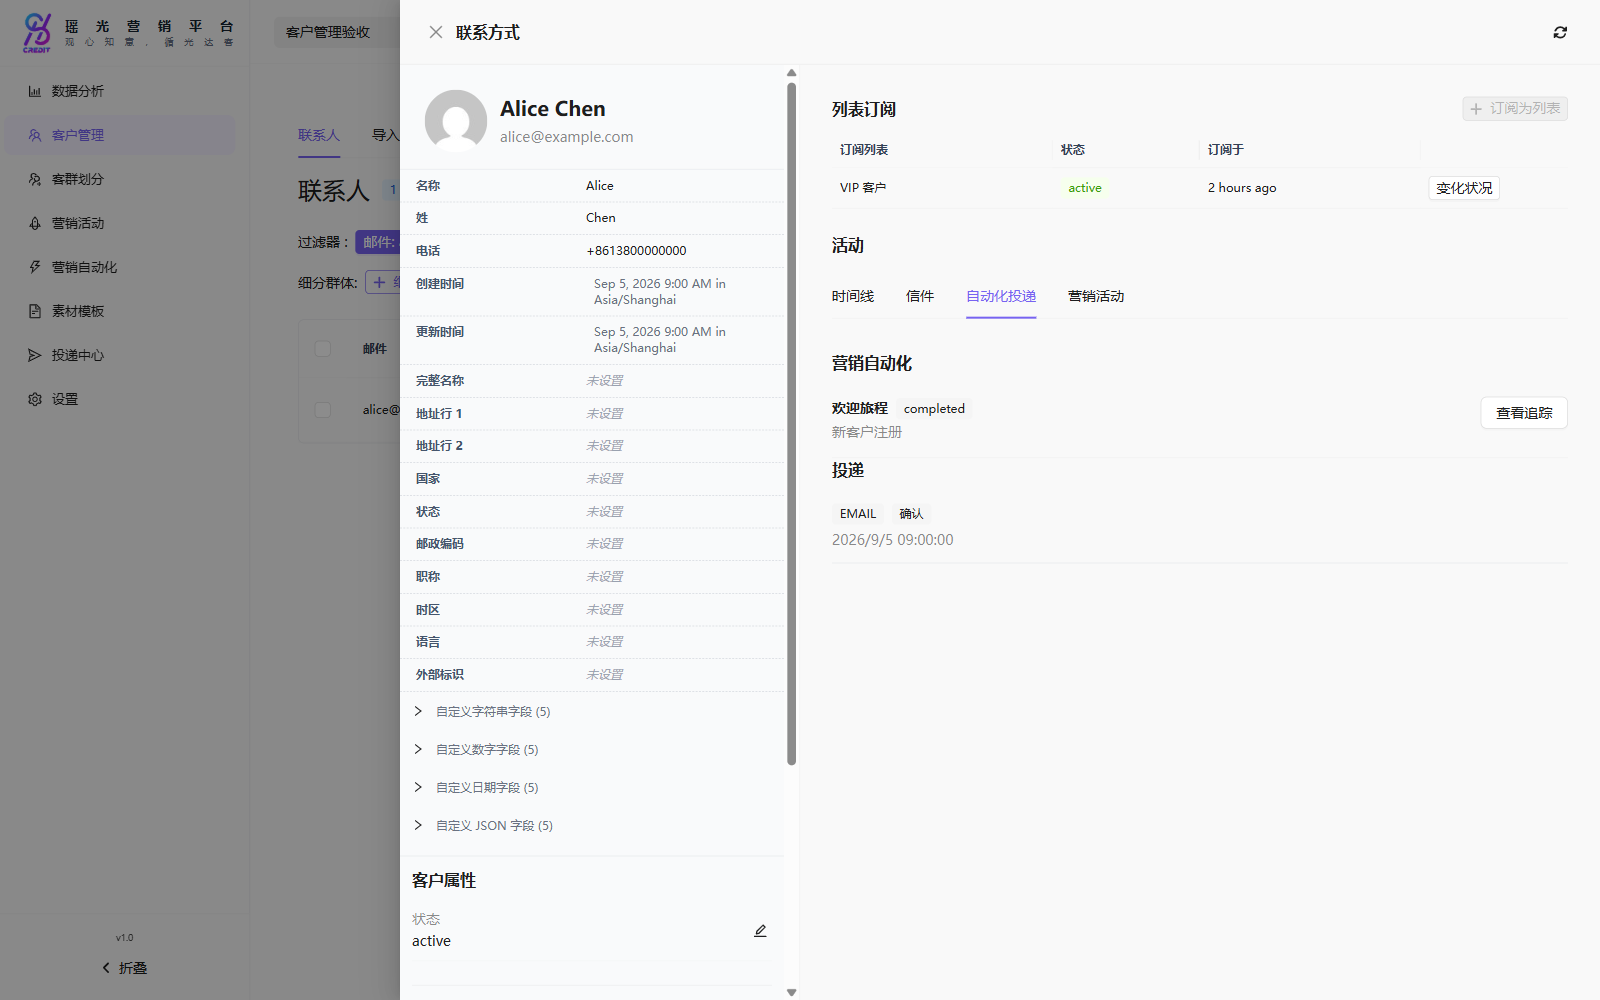 瑶光营销平台
观心知意，循光达客
CREDIT
数据分析
客户管理
客群划分
营销活动
营销自动化
素材模板
投递中心
设置
v1.0
折叠
客户管理验收
联系人 导入
联系人 1
过滤器：邮件:
细分群体:
邮件
alice@
联系方式
Alice Chen
alice@example.com
名称 Alice
姓 Chen
电话 +8613800000000
创建时间 Sep 5, 2026 9:00 AM in
Asia/Shanghai
更新时间 Sep 5, 2026 9:00 AM in
Asia/Shanghai
完整名称 未设置
地址行 1 未设置
地址行 2 未设置
国家 未设置
状态 未设置
邮政编码 未设置
职称 未设置
时区 未设置
语言 未设置
外部标识 未设置
自定义字符串字段 (5)
自定义数字字段 (5)
自定义日期字段 (5)
自定义 JSON 字段 (5)
客户属性
状态
active
列表订阅 + 订阅为列表
订阅列表 状态 订阅于
VIP 客户 active 2 hours ago 变化状况
活动
时间线 信件 自动化投递 营销活动
营销自动化
欢迎旅程 completed 查看追踪
新客户注册
投递
EMAIL 确认
2026/9/5 09:00:00